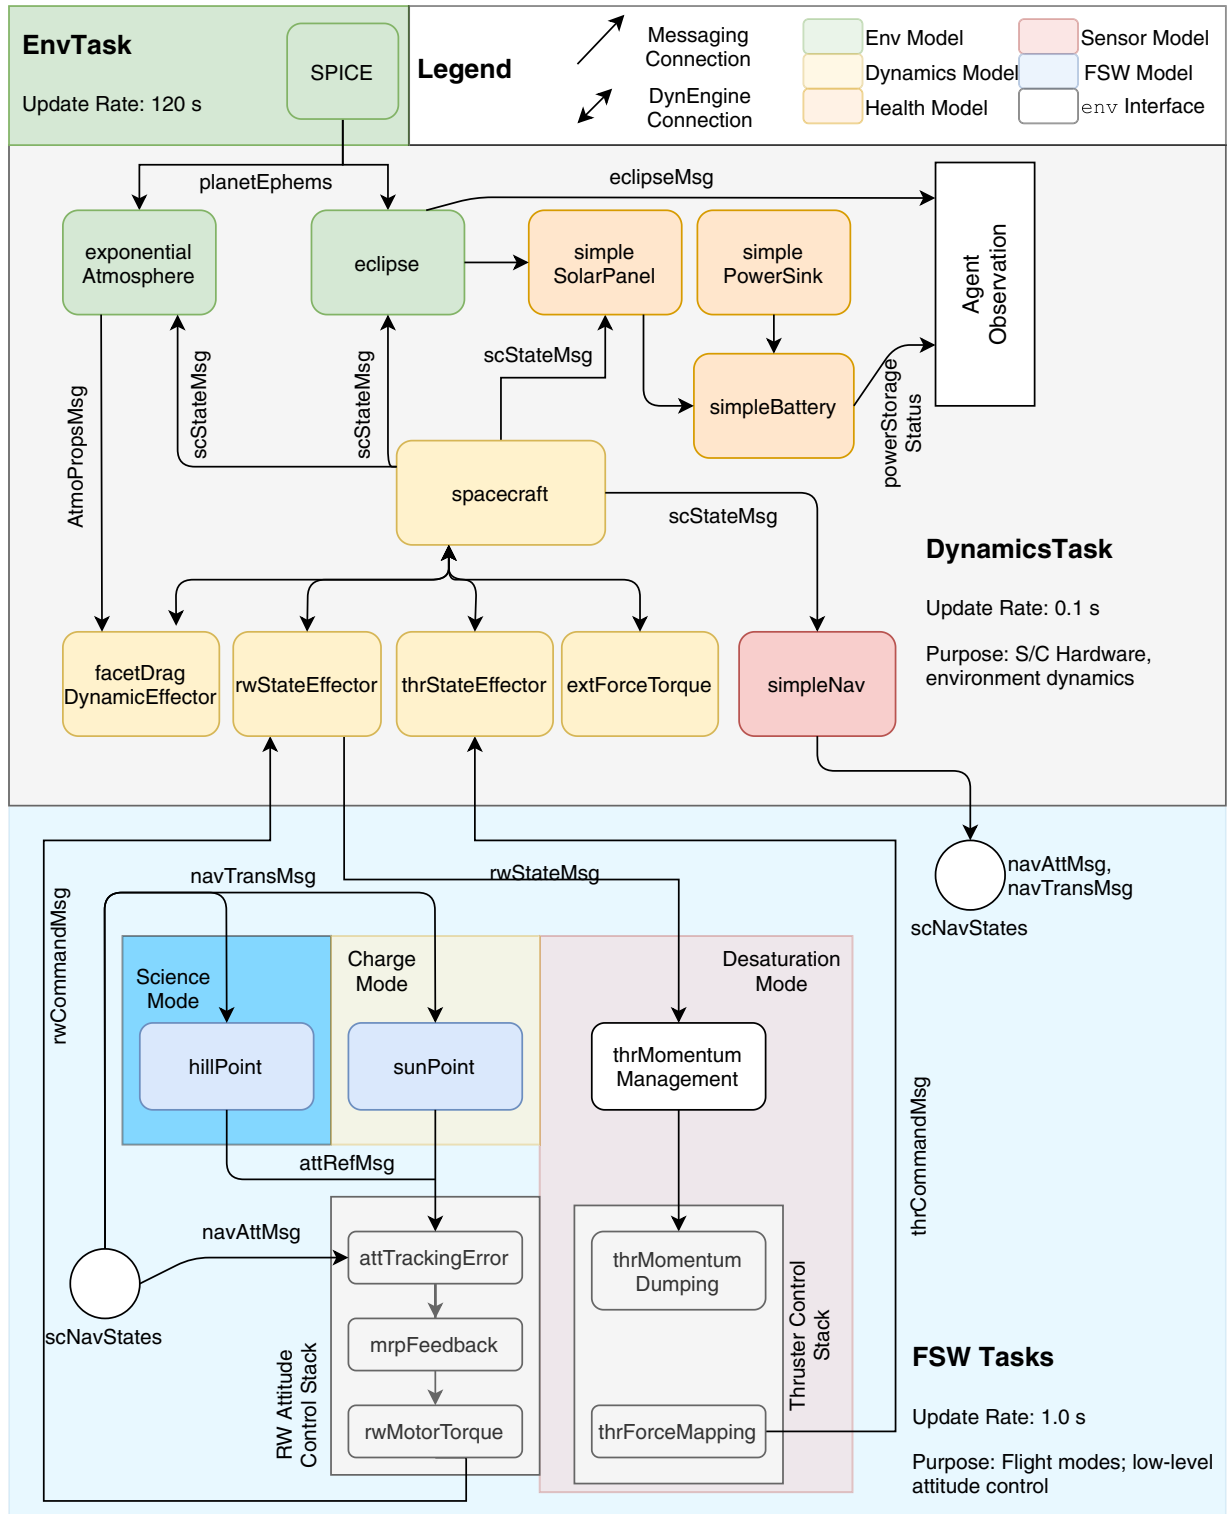 EnvTask
Update Rate: 120 s
SPICE
Legend
Messaging
Connection
DynEngine
Connection
Env Model
Dynamics Model
Health Model
Sensor Model
FSW Model
env Interface
planetEphems
eclipseMsg
exponential
Atmosphere
eclipse
simple
SolarPanel
simple
PowerSink
Agent
Observation
scStateMsg
scStateMsg
scStateMsg
simpleBattery
powerStorage
Status
AtmoPropsMsg
spacecraft
scStateMsg
DynamicsTask
Update Rate: 0.1 s
Purpose: S/C Hardware,
environment dynamics
facetDrag
DynamicEffector
rwStateEffector
thrStateEffector
extForceTorque
simpleNav
navAttMsg,
navTransMsg
scNavStates
rwCommandMsg
navTransMsg
rwStateMsg
Science
Mode
Charge
Mode
Desaturation
Mode
hillPoint
sunPoint
thrMomentum
Management
attRefMsg
thrCommandMsg
navAttMsg
scNavStates
attTrackingError
mrpFeedback
rwMotorTorque
RW Attitude
Control Stack
thrMomentum
Dumping
thrForceMapping
Thruster Control
Stack
FSW Tasks
Update Rate: 1.0 s
Purpose: Flight modes; low-level
attitude control